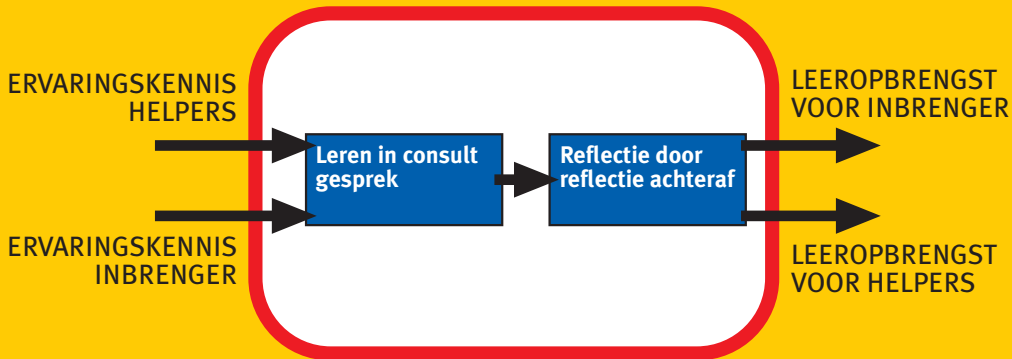 ERVARINGSKENNIS
HELPERS
ERVARINGSKENNIS
INBRENGER
Leren in consult
gesprek
Reflectie door
reflectie achteraf
LEEROPBRENGST
VOOR INBRENGER
LEEROPBRENGST
VOOR HELPERS